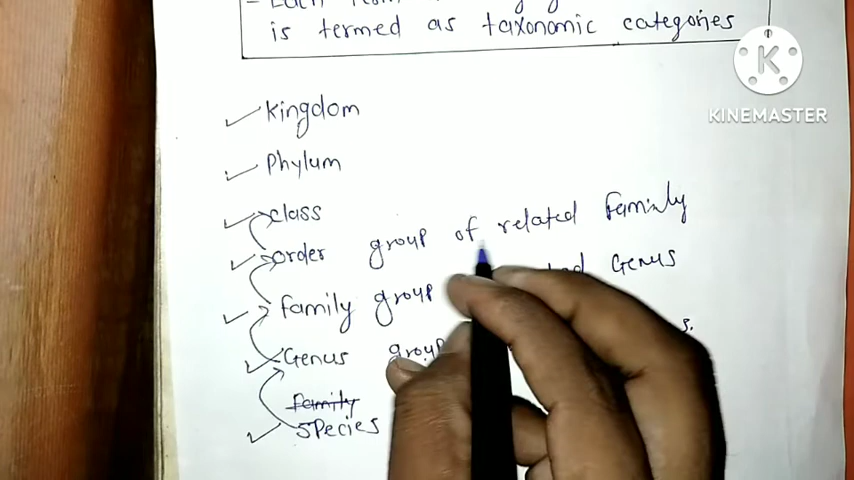 is termed as taxonomic categories
K
KINEMASTER
Kingdom
Phylum
class
order group of related Family
family group Genus
Genus group s.
family
species